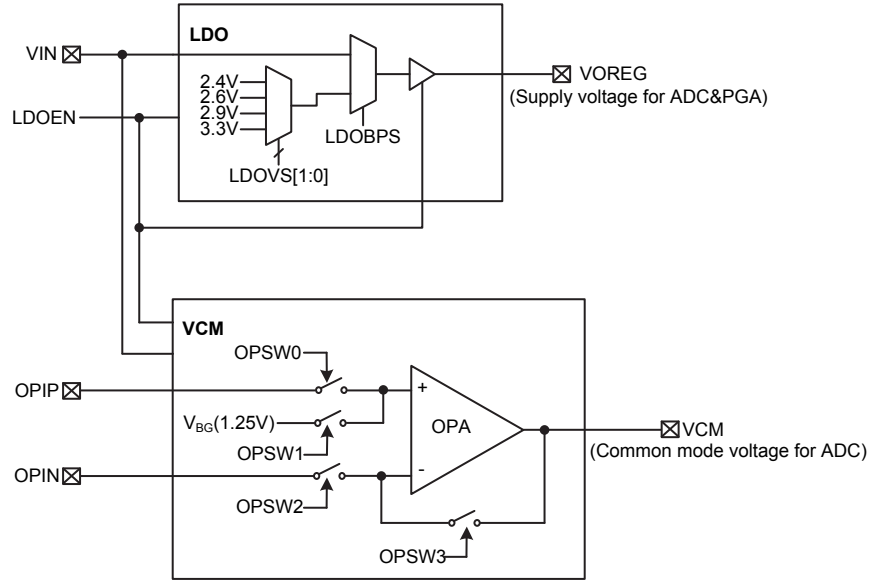 LDO
VIN
VOREG
(Supply voltage for ADC&PGA)
2.4V
2.6V
2.9V
3.3V
LDOEN
LDOBPS
LDOVS[1:0]
VCM
OPSW0
OPIP
+
VBG(1.25V)
OPA
VCM
(Common mode voltage for ADC)
OPSW1
OPIN
-
OPSW2
OPSW3